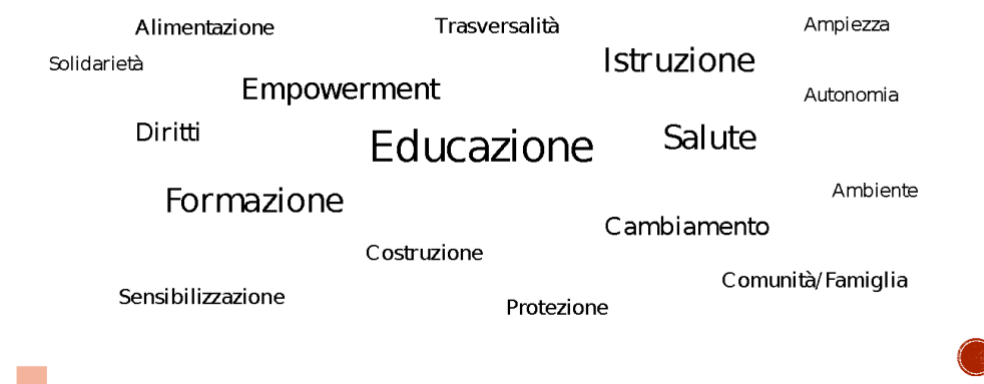 Alimentazione
Trasversalità
Ampiezza
Solidarietà
Istruzione
Empowerment
Autonomia
Diritti
Educazione
Salute
Formazione
Ambiente
Cambiamento
Costruzione
Comunità/Famiglia
Sensibilizzazione
Protezione